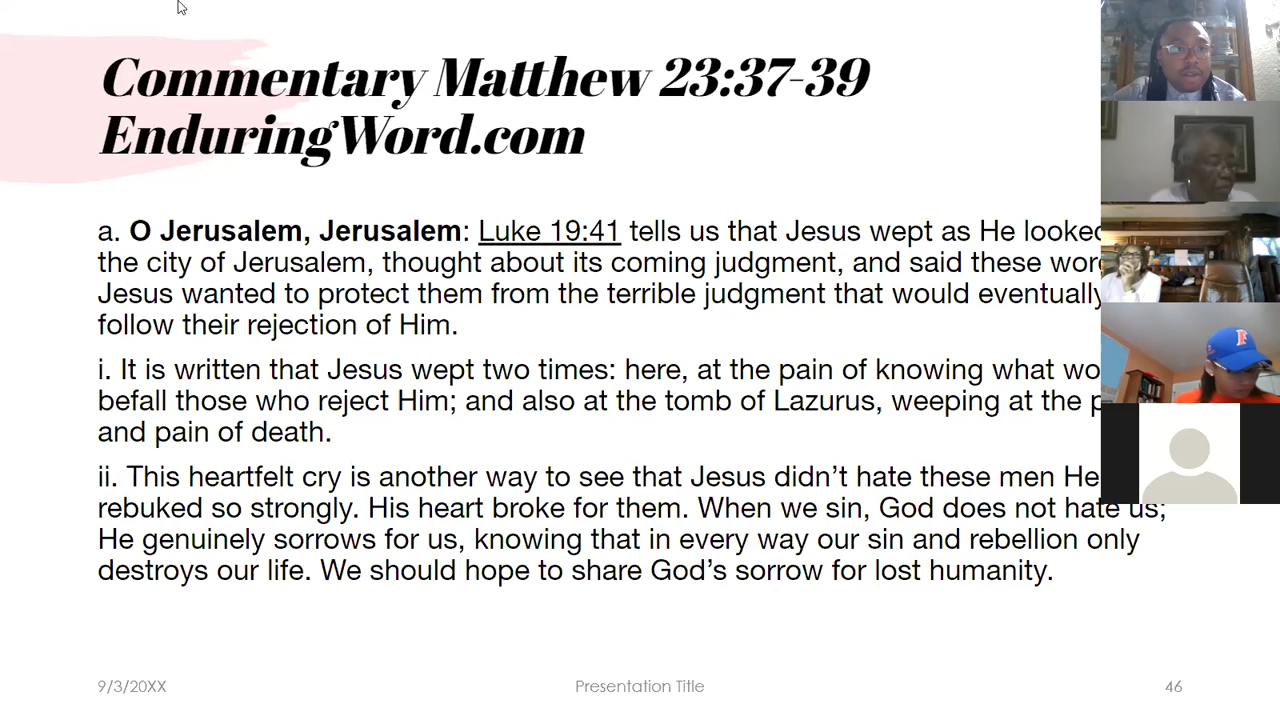 Commentary Matthew 23:37-39
EnduringWord.com
a. O Jerusalem, Jerusalem: Luke 19:41 tells us that Jesus wept as He looked
the city of Jerusalem, thought about its coming judgment, and said these
Jesus wanted to protect them from the terrible judgment that would eventually
follow their rejection of Him.
i. It is written that Jesus wept two times: here, at the pain of knowing what
befall those who reject Him; and also at the tomb of Lazurus, weeping at the
and pain of death.
ii. This heartfelt cry is another way to see that Jesus didn’t hate these men He
rebuked so strongly. His heart broke for them. When we sin, God does not hate us;
He genuinely sorrows for us, knowing that in every way our sin and rebellion only
destroys our life. We should hope to share God’s sorrow for lost humanity.
9/3/20XX
Presentation Title
46
F